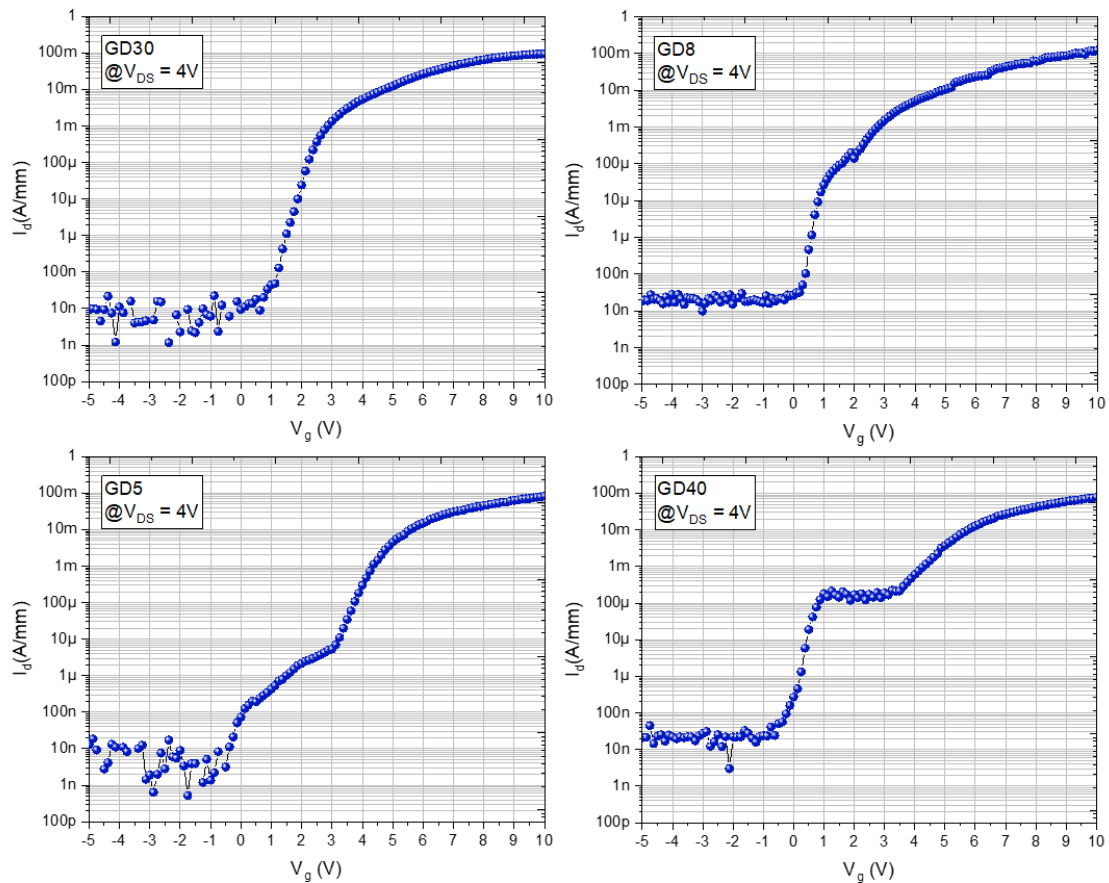 GD30
@V_DS = 4V
1
100m
10m
1m
100µ
10µ
1µ
100n
10n
1n
100p
I_d(A/mm)
-5 -4 -3 -2 -1 0 1 2 3 4 5 6 7 8 9 10
V_g (V)
GD8
@V_DS = 4V
1
100m
10m
1m
100µ
10µ
1µ
100n
10n
1n
100p
I_d(A/mm)
-5 -4 -3 -2 -1 0 1 2 3 4 5 6 7 8 9 10
V_g (V)
GD5
@V_DS = 4V
1
100m
10m
1m
100µ
10µ
1µ
100n
10n
1n
100p
I_d(A/mm)
-5 -4 -3 -2 -1 0 1 2 3 4 5 6 7 8 9 10
V_g (V)
GD40
@V_DS = 4V
1
100m
10m
1m
100µ
10µ
1µ
100n
10n
1n
100p
I_d(A/mm)
-5 -4 -3 -2 -1 0 1 2 3 4 5 6 7 8 9 10
V_g (V)